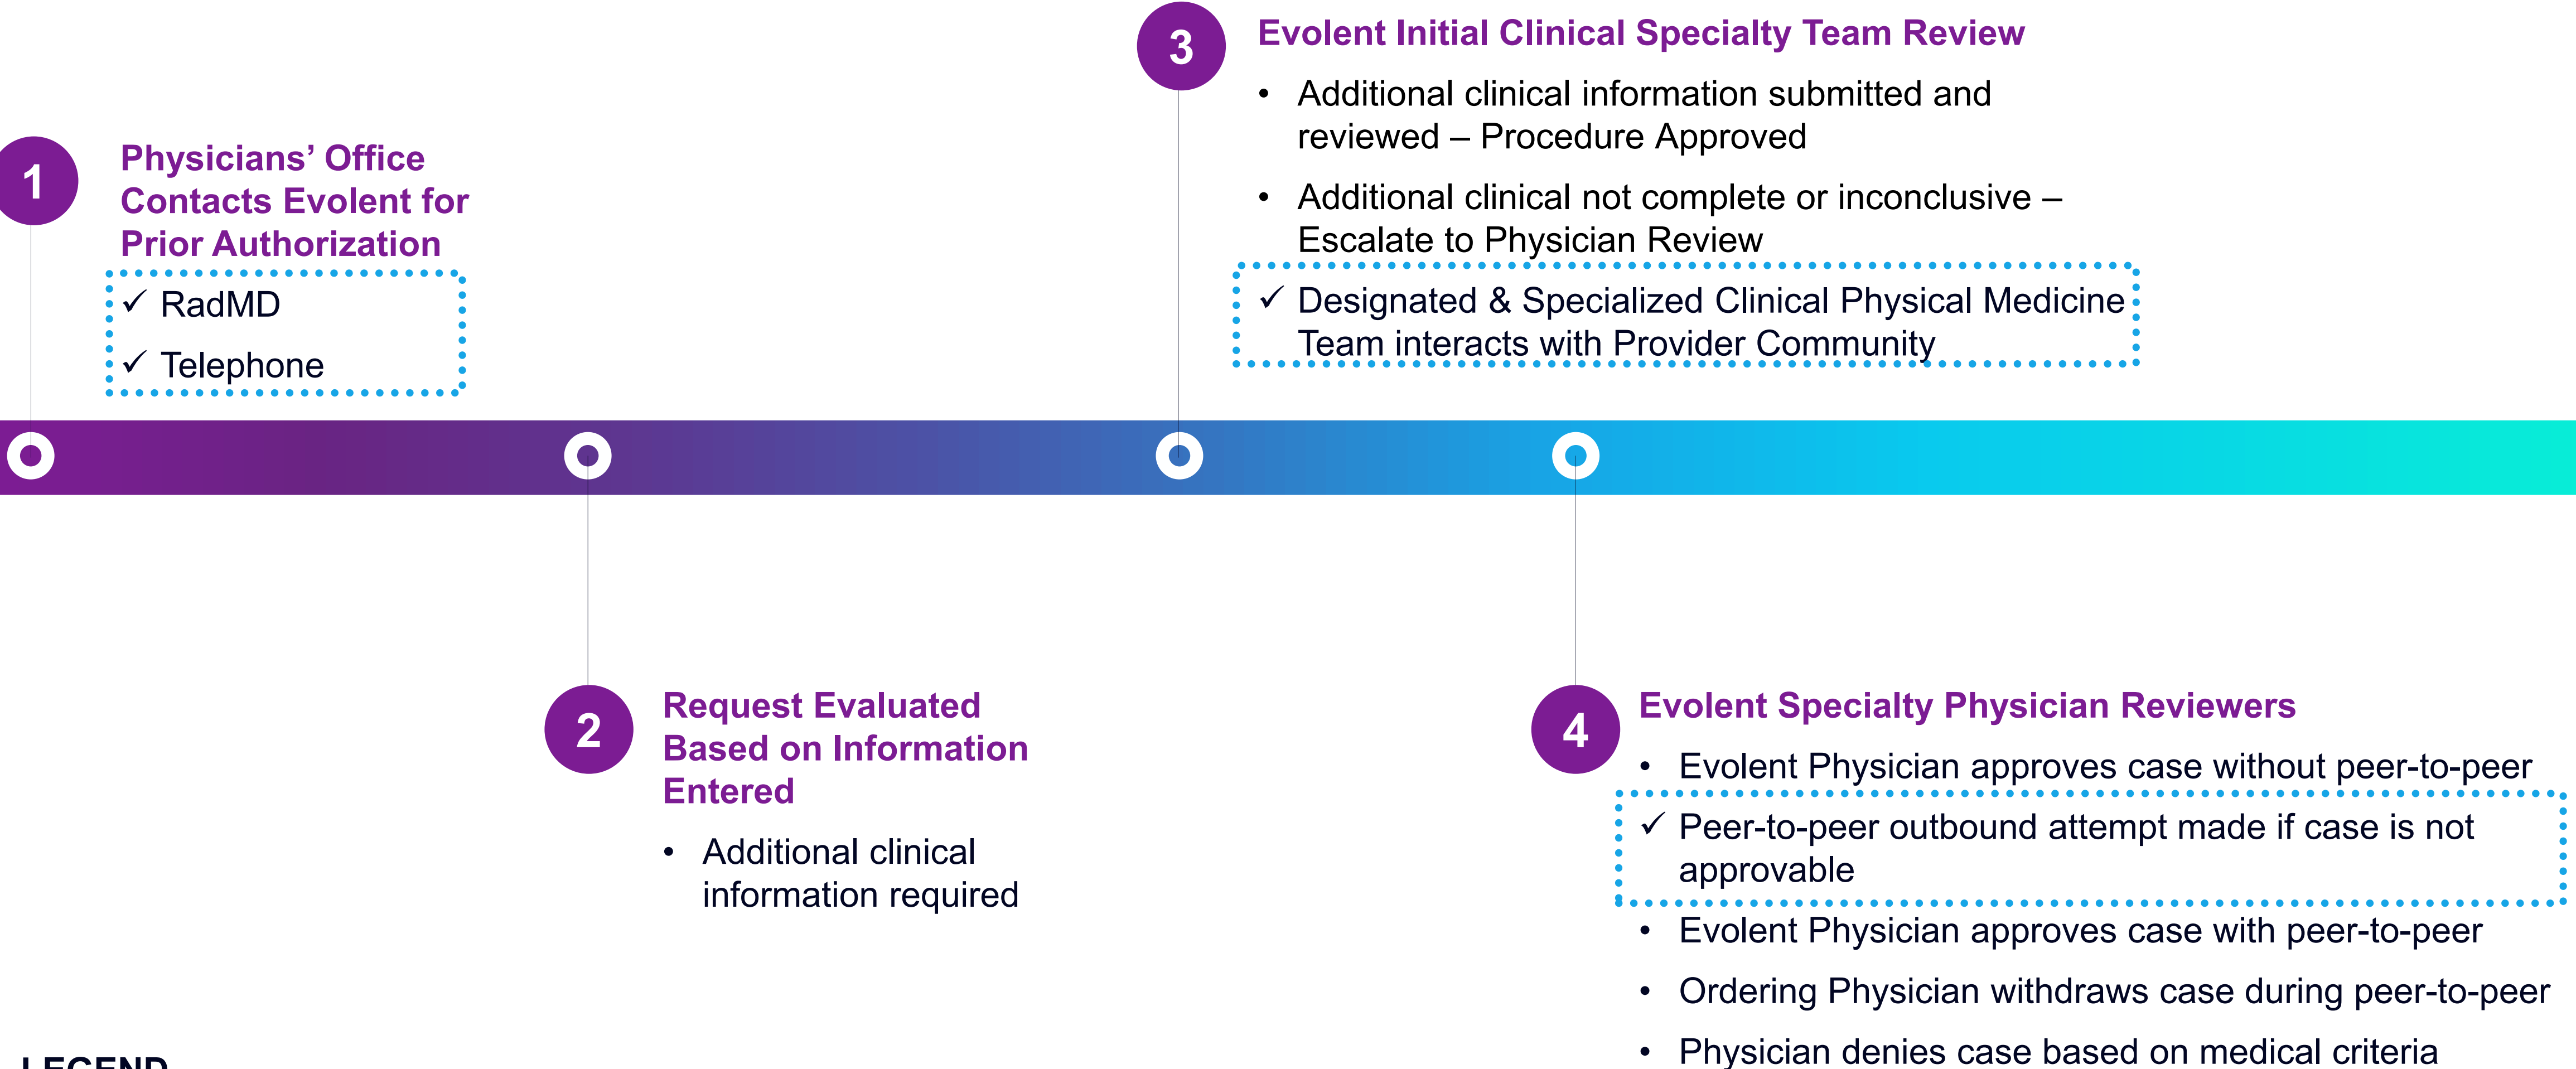 1
Physicians’ Office
Contacts Evolent for
Prior Authorization
✓ RadMD
✓ Telephone
2
Request Evaluated
Based on Information
Entered
• Additional clinical
information required
3
Evolent Initial Clinical Specialty Team Review
• Additional clinical information submitted and
reviewed – Procedure Approved
• Additional clinical not complete or inconclusive –
Escalate to Physician Review
✓ Designated & Specialized Clinical Physical Medicine
Team interacts with Provider Community
4
Evolent Specialty Physician Reviewers
• Evolent Physician approves case without peer-to-peer
✓ Peer-to-peer outbound attempt made if case is not
approvable
• Evolent Physician approves case with peer-to-peer
• Ordering Physician withdraws case during peer-to-peer
• Physician denies case based on medical criteria
LEGEND